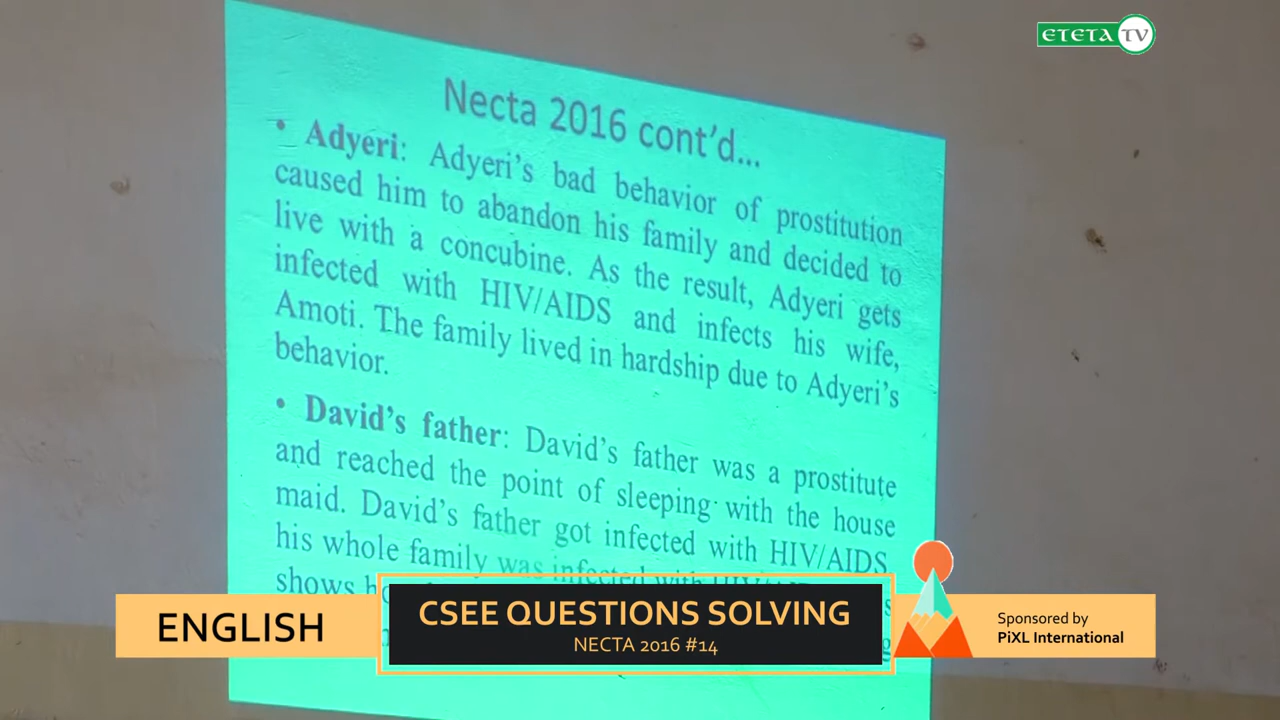 ETETA TV
Necta 2016 cont'd...
• Adyeri: Adyeri's bad behavior of prostitution
caused him to abandon his family and decided to
live with a concubine. As the result, Adyeri gets
infected with HIV/AIDS and infects his wife,
Amoti. The family lived in hardship due to Adyeri's
behavior.
• David's father: David's father was a prostitute
and reached the point of sleeping with the house
maid. David's father got infected with HIV/AIDS
his whole family was infected with
shows
ENGLISH
CSEE QUESTIONS SOLVING
NECTA 2016 #14
Sponsored by
PiXL International